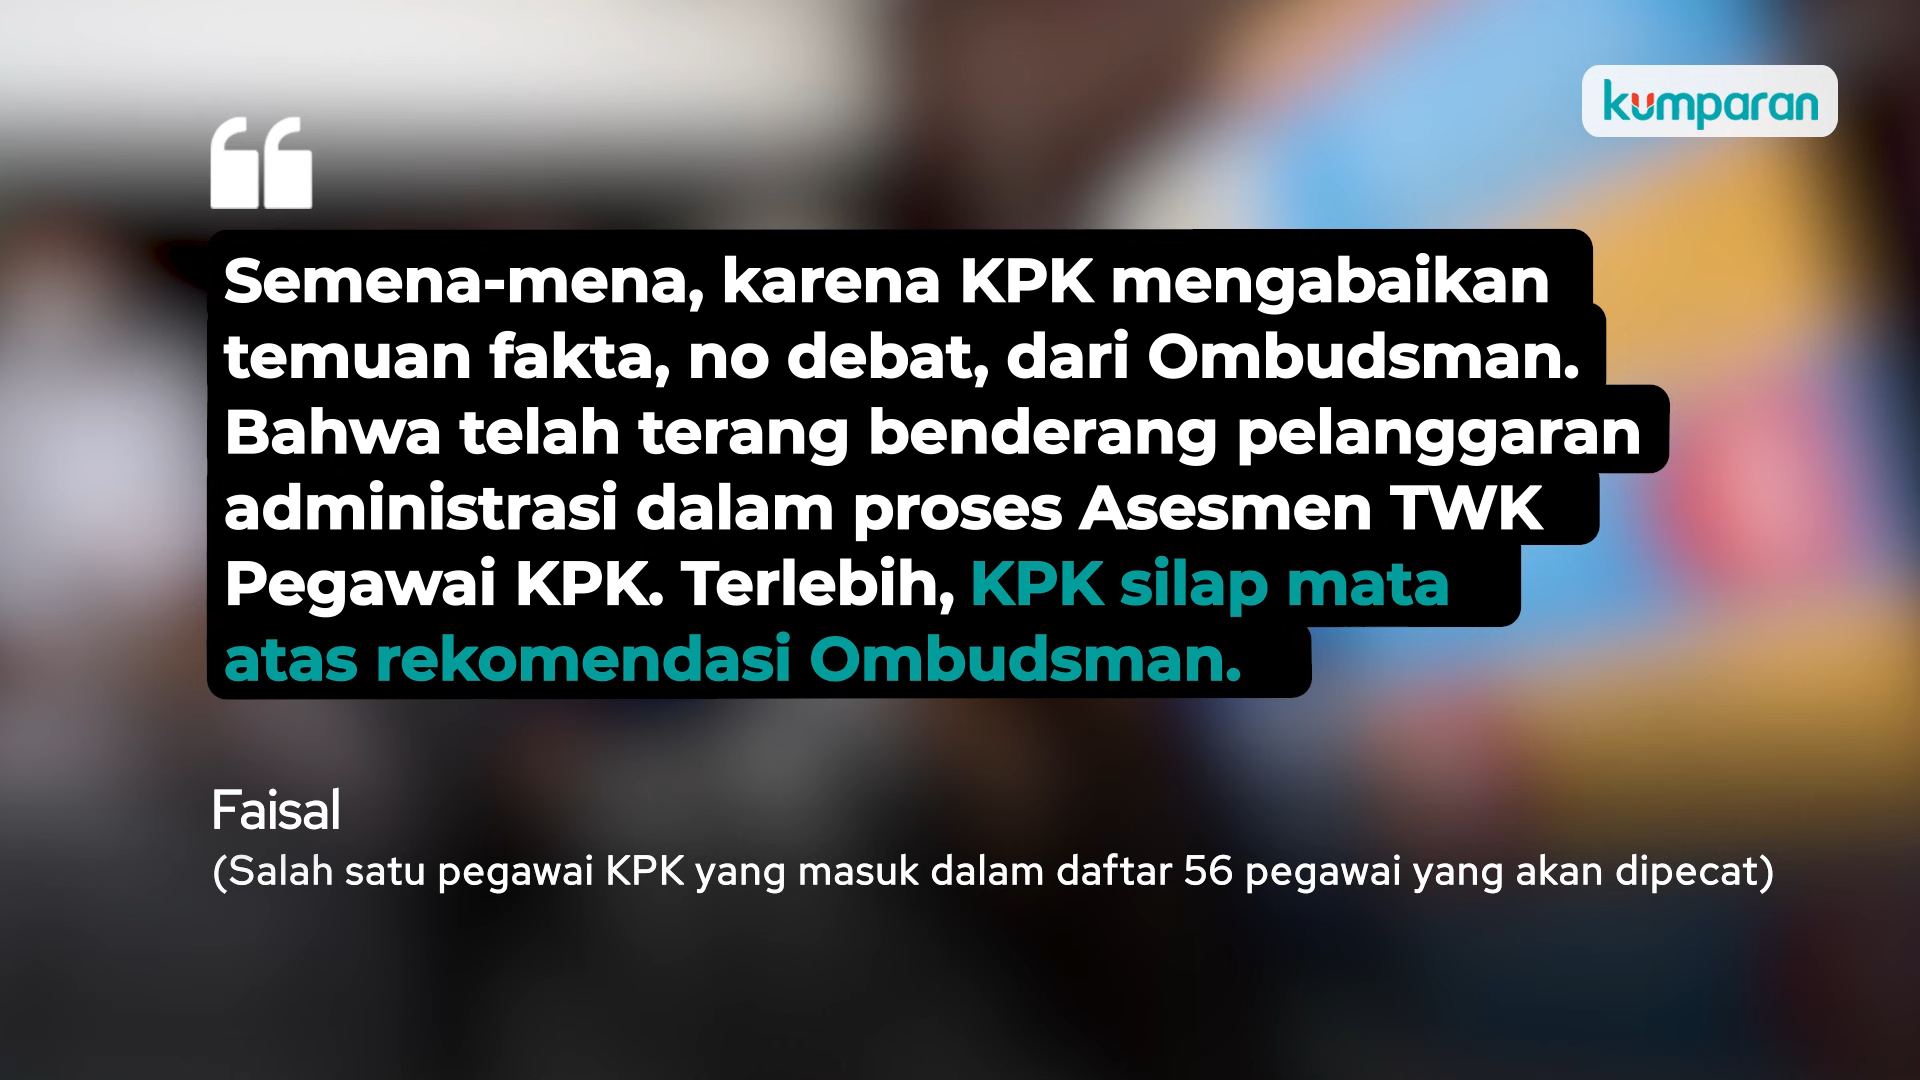 kumparan
Semena-mena, karena KPK mengabaikan
temuan fakta, no debat, dari Ombudsman.
Bahwa telah terang benderang pelanggaran
administrasi dalam proses Asesmen TWK
Pegawai KPK. Terlebih, KPK silap mata
atas rekomendasi Ombudsman.
Faisal
(Salah satu pegawai KPK yang masuk dalam daftar 56 pegawai yang akan dipecat)